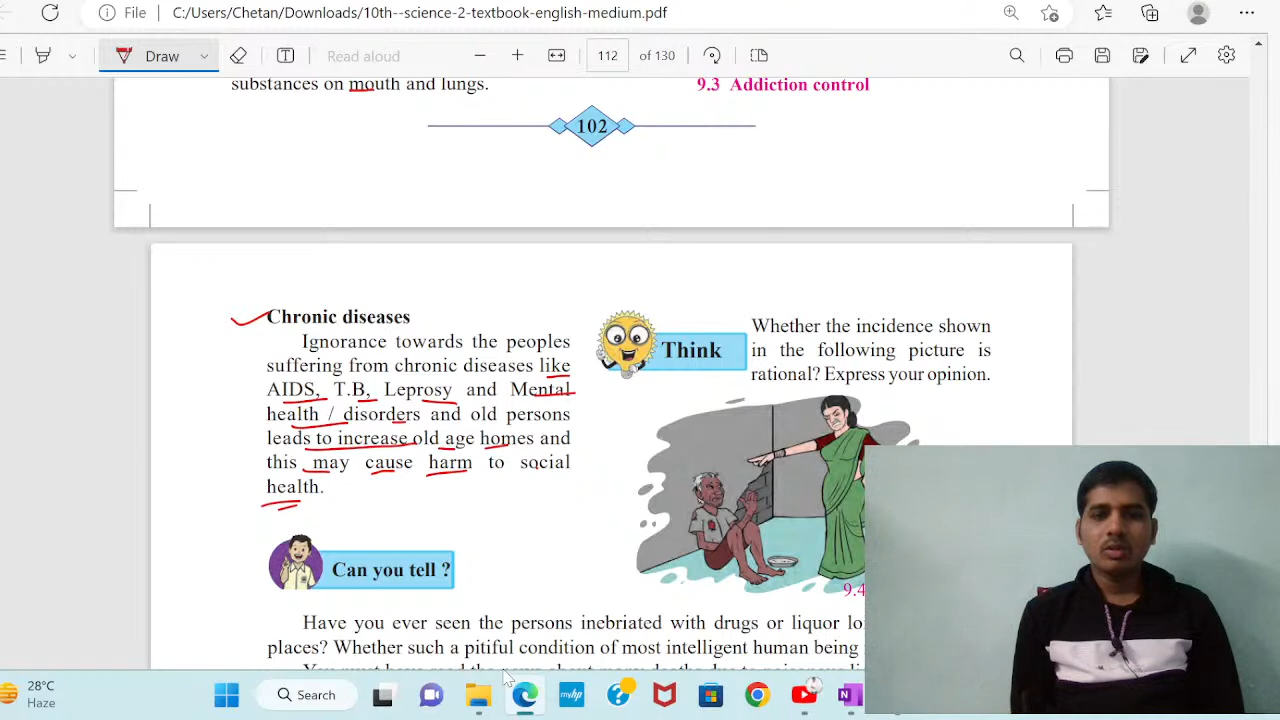 File C:/Users/Chetan/Downloads/10th--science-2-textbook-english-medium.pdf
Draw
Read aloud
112 of 130
substances on mouth and lungs.
9.3 Addiction control
102
Chronic diseases
Ignorance towards the peoples
suffering from chronic diseases like
AIDS, T.B, Leprosy and Mental
health / disorders and old persons
leads to increase old age homes and
this may cause harm to social
health.
Think
Whether the incidence shown
in the following picture is
rational? Express your opinion.
9.4
Can you tell ?
Have you ever seen the persons inebriated with drugs or liquor lo
places? Whether such a pitiful condition of most intelligent human being
28°C
Haze
Search